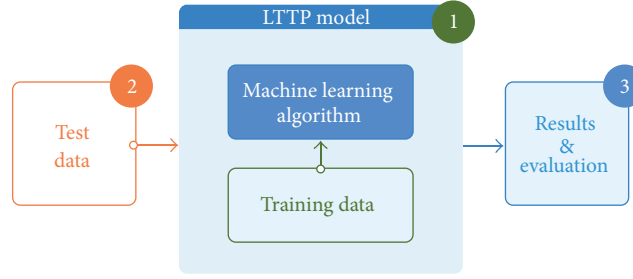 LTTP model
1
2
Test
data
Machine learning
algorithm
Training data
3
Results
&
evaluation